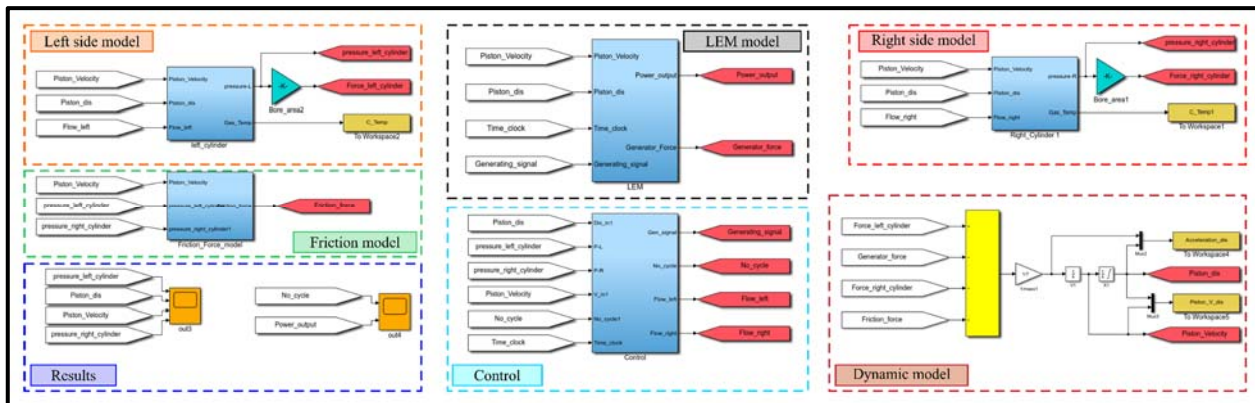 Left side model
pressure_left_cylinder
Piston_Velocity
Piston_Velocity
pressure-L
Force_left_cylinder
Bore_area2
Piston_dis
Piston_dis
Flow_left
Flow_left
Gas_Temp
C_Temp
To Workspace2
left_cylinder
Piston_Velocity
Piston_Velocity
pressure_left_cylinder
Friction_force
pressure_right_cylinder
pressure_right_cylinder1
Friction_Force_model
Friction model
pressure_left_cylinder
Piston_dis
Piston_Velocity
pressure_right_cylinder
out3
No_cycle
Power_output
out4
Results
LEM model
Piston_Velocity
Piston_Velocity
Power_output
Power_output
Piston_dis
Piston_dis
Time_clock
Time_clock
Generator_Force
Generator_force
Generating_signal
Generating_signal
LEM
Piston_dis
Dis_in1
Gen_signal
Generating_signal
pressure_left_cylinder
P-L
pressure_right_cylinder
P-R
No_cycle
No_cycle
Piston_Velocity
V_in1
Flow_left
Flow_left
No_cycle
No_cycle1
Time_clock
Time_clock
Flow_right
Flow_right
Control
Control
Right side model
pressure_right_cylinder
Piston_Velocity
Piston_Velocity
pressure-R
Force_right_cylinder
Bore_area1
Piston_dis
Piston_dis
Flow_right
Flow_right
Gas_Temp
C_Temp1
To Workspace1
Right_Cylinder 1
Force_left_cylinder
Generator_force
Force_right_cylinder
Friction_force
Acceleration_dis
To Workspace4
Piston_dis
Piston_V_dis
To Workspace5
Piston_Velocity
Dynamic model